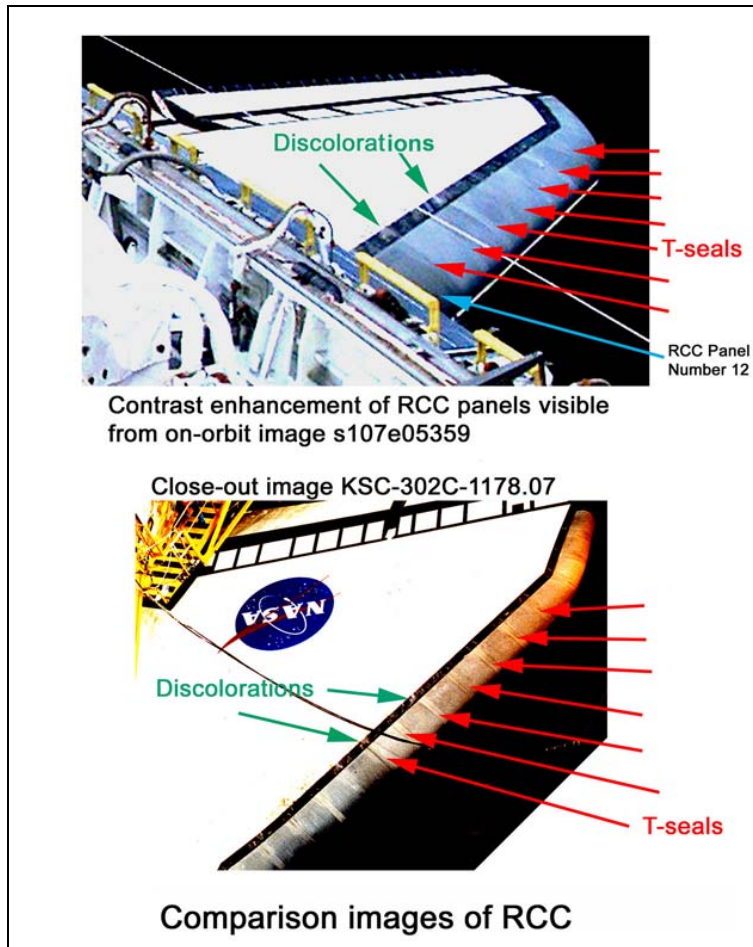 Discolorations
T-seals
RCC Panel
Number 12
Contrast enhancement of RCC panels visible
from on-orbit image s107e05359
Close-out image KSC-302C-1178.07
NASA
Discolorations
T-seals
Comparison images of RCC